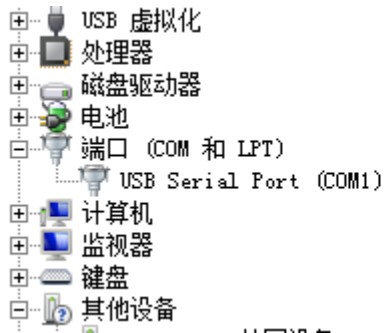 USB 虚拟化
处理器
磁盘驱动器
电池
端口 (COM 和 LPT)
USB Serial Port (COM1)
计算机
监视器
键盘
其他设备